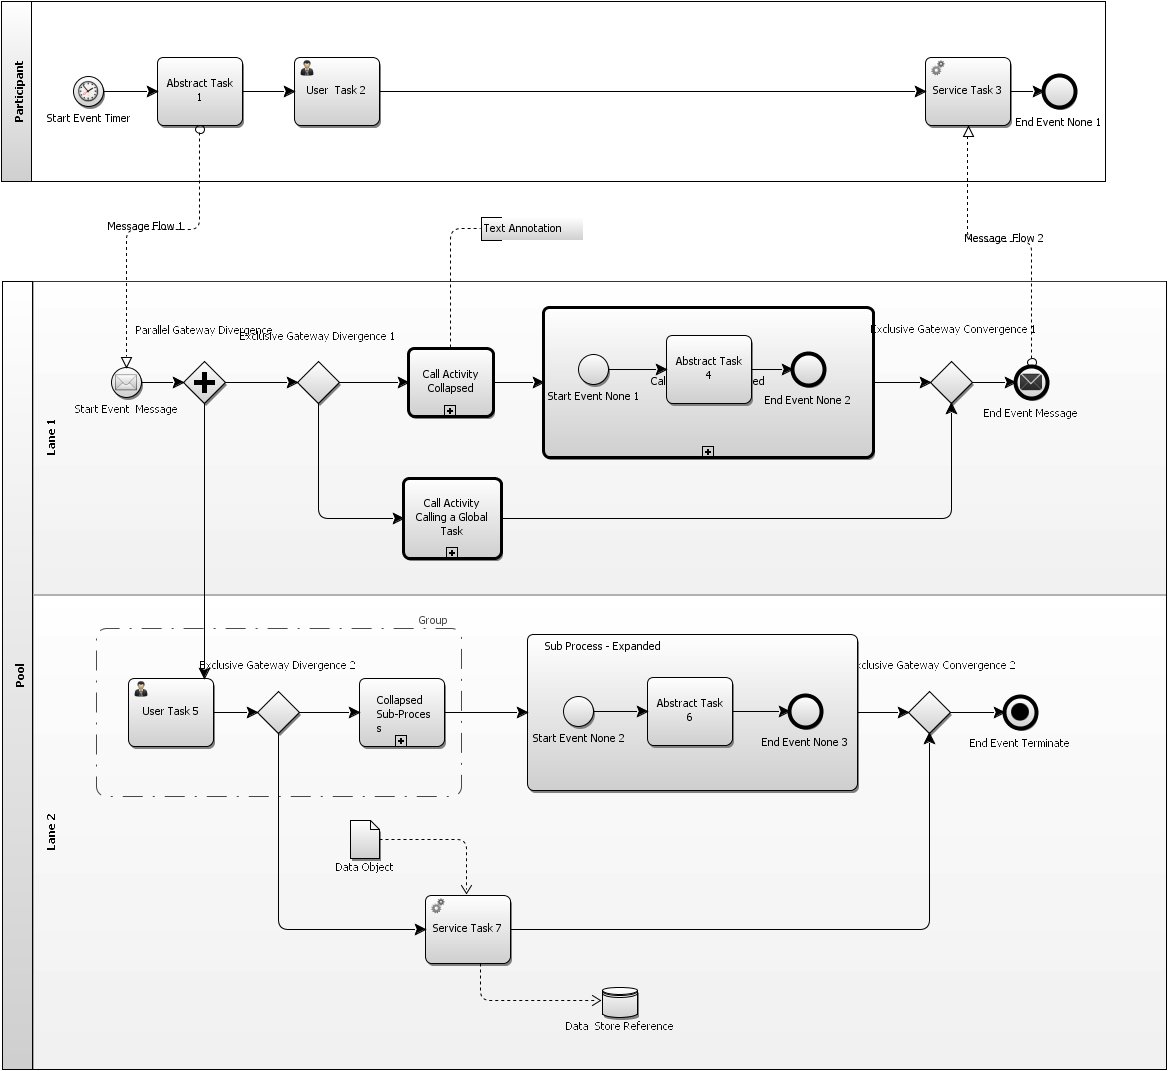 Participant
Abstract Task
1
User Task 2
Service Task 3
Start Event Timer
End Event None 1
Message Flow 1
Text Annotation
Message Flow 2
Pool
Lane 1
Parallel Gateway Divergence
Exclusive Gateway Divergence 1
Exclusive Gateway Convergence 1
Call Activity
Collapsed
Abstract Task
4
Start Event None 1
End Event None 2
Start Event Message
End Event Message
Call Activity
Calling a Global
Task
Lane 2
Group
Sub Process - Expanded
Exclusive Gateway Divergence 2
xclusive Gateway Convergence 2
User Task 5
Collapsed
Sub-Proces
s
Abstract Task
6
Start Event None 2
End Event None 3
End Event Terminate
Data Object
Service Task 7
Data Store Reference